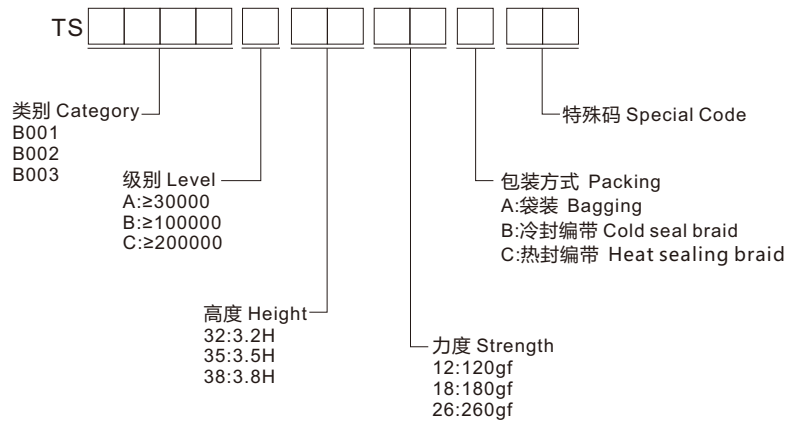 TS
类别 Category
B001
B002
B003
级别 Level
A:≥30000
B:≥100000
C:≥200000
高度 Height
32:3.2H
35:3.5H
38:3.8H
力度 Strength
12:120gf
18:180gf
26:260gf
包装方式 Packing
A:袋装 Bagging
B:冷封编带 Cold seal braid
C:热封编带 Heat sealing braid
特殊码 Special Code